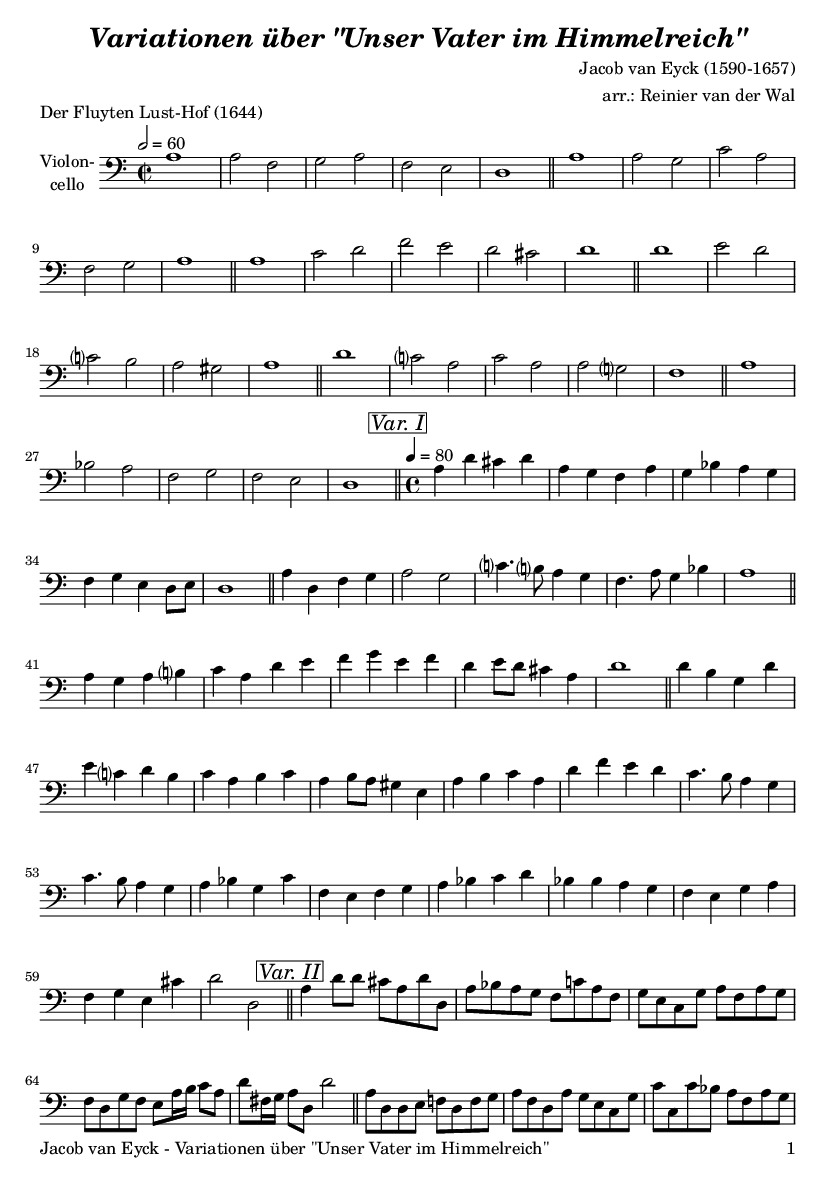 Variationen über "Unser Vater im Himmelreich"
Jacob van Eyck (1590-1657)
arr.: Reinier van der Wal
Der Fluyten Lust-Hof (1644)
= 60
Violon-
cello
9
18
Var. I
27
= 80
34
41
47
53
Var. II
59
64
Jacob van Eyck - Variationen über "Unser Vater im Himmelreich" 1